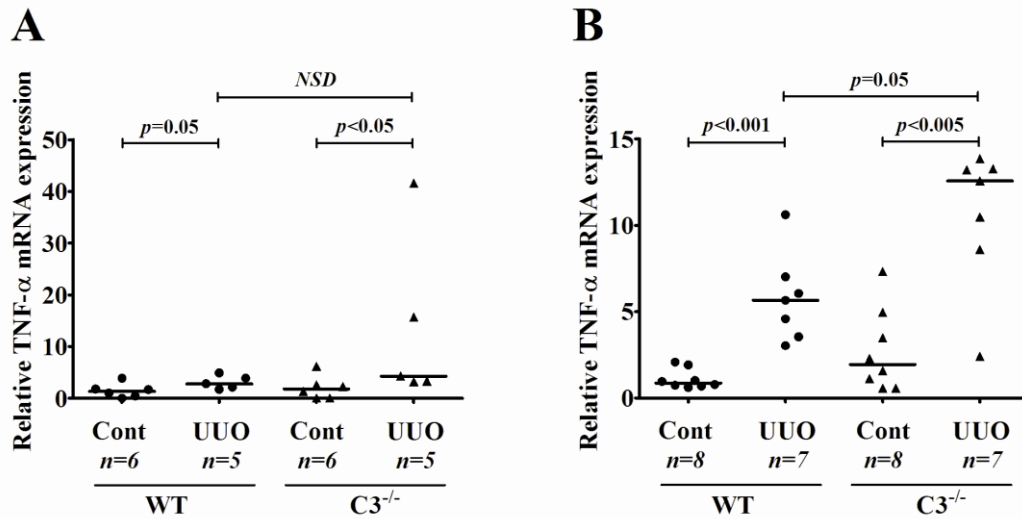 A
Relative TNF-α mRNA expression
NSD
p=0.05
p<0.05
50
40
30
20
10
0
Cont
UUO
Cont
UUO
n=6
n=5
n=6
n=5
WT
C3-/-
B
Relative TNF-α mRNA expression
p=0.05
p<0.001
p<0.005
15
10
5
0
Cont
UUO
Cont
UUO
n=8
n=7
n=8
n=7
WT
C3-/-